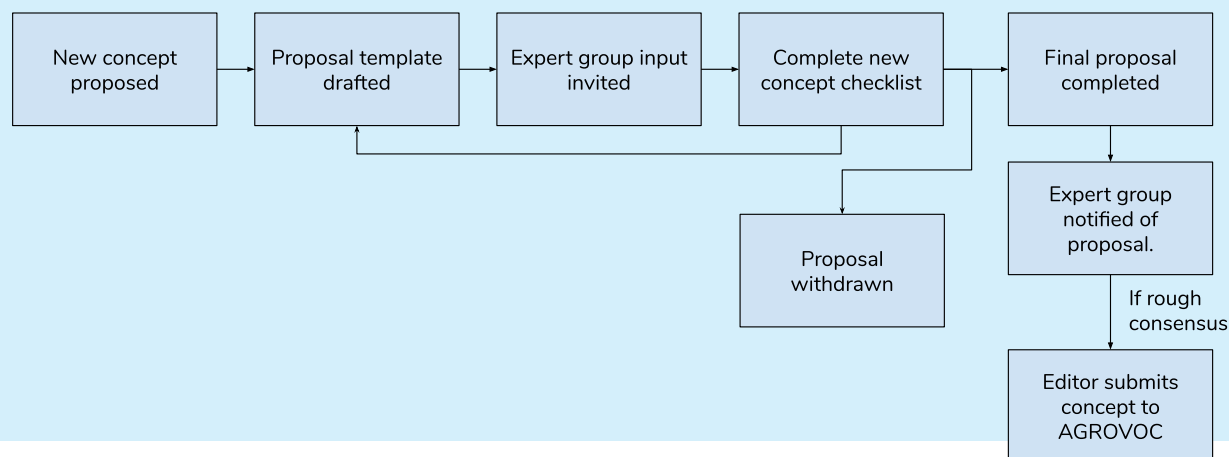 New concept
proposed
Proposal template
drafted
Expert group input
invited
Complete new
concept checklist
Final proposal
completed
Expert group
notified of
proposal.
Proposal
withdrawn
If rough
consensus
Editor submits
concept to
AGROVOC